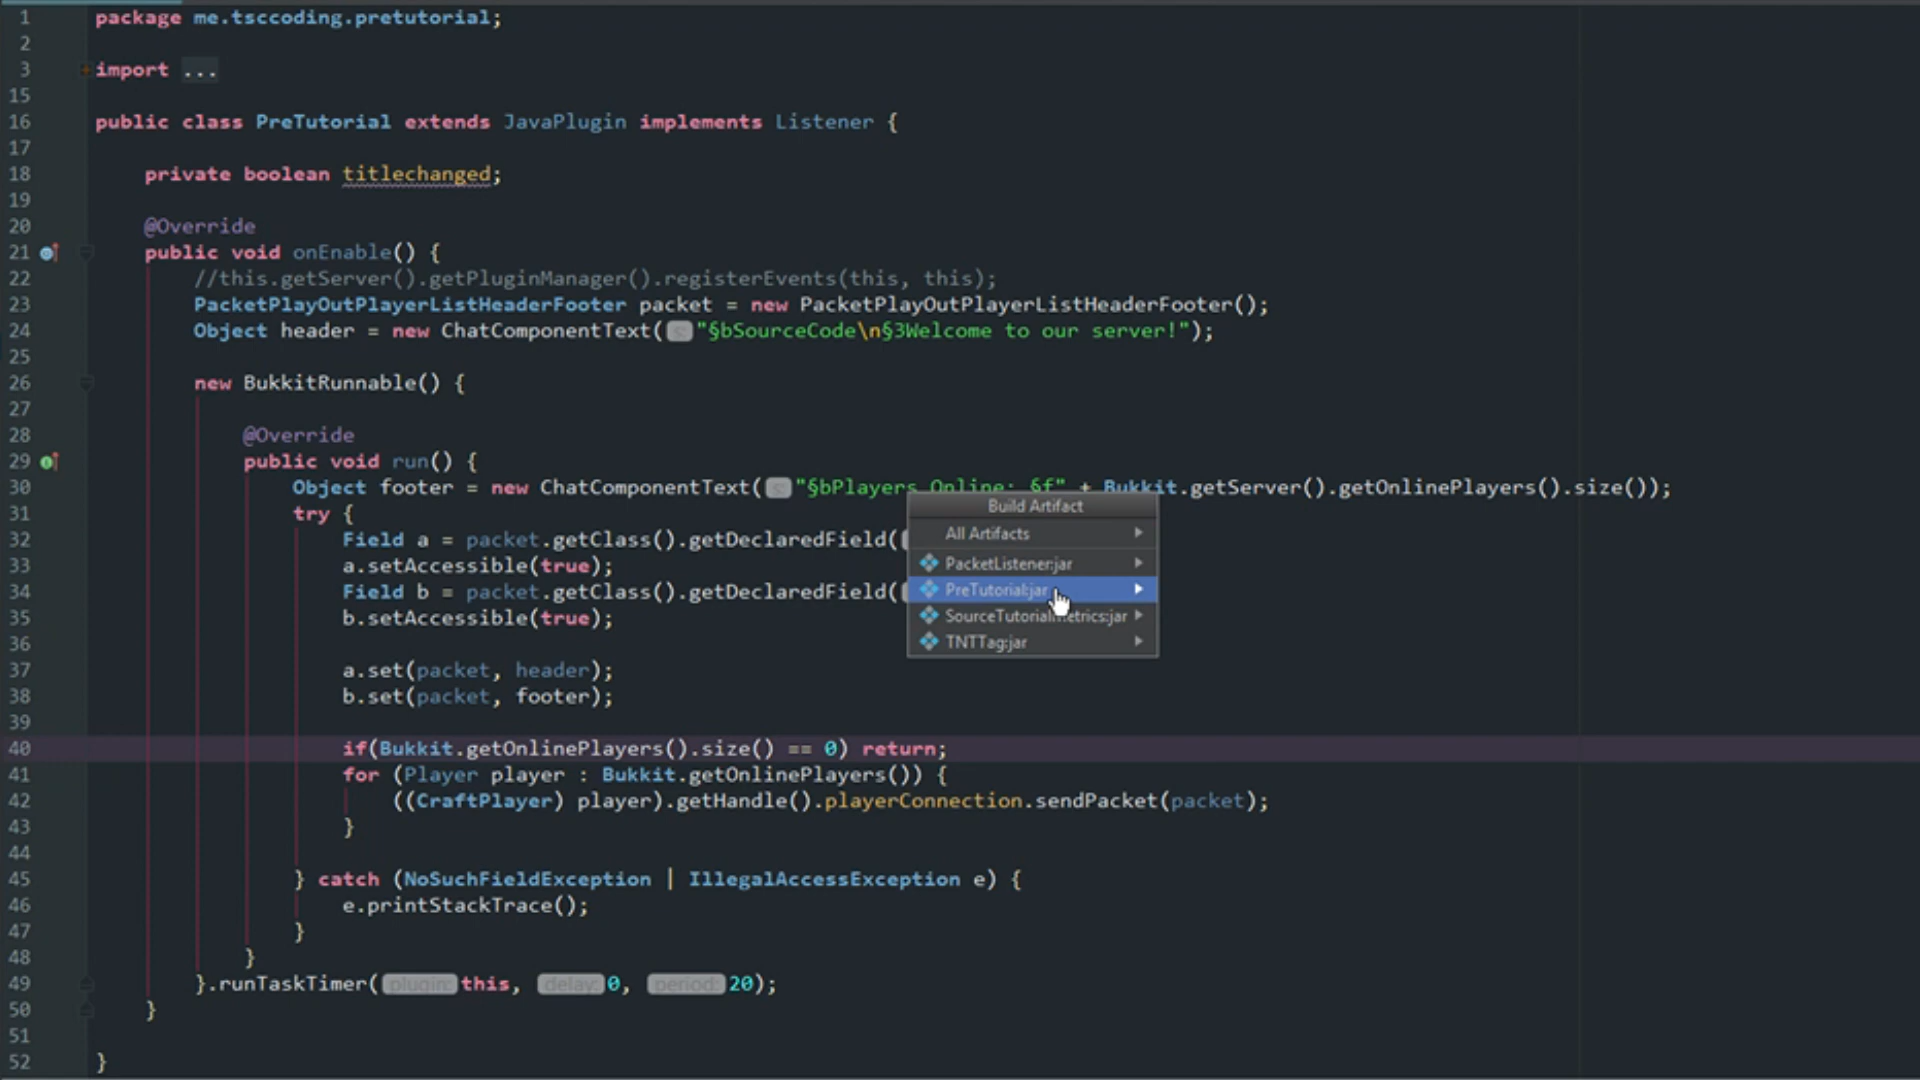 1 package me.tsccoding.pretutorial;
2
3 import ...
15
16 public class PreTutorial extends JavaPlugin implements Listener {
17
18 private boolean titlechanged;
19
20 @Override
21 public void onEnable() {
22 //this.getServer().getPluginManager().registerEvents(this, this);
23 PacketPlayOutPlayerListHeaderFooter packet = new PacketPlayOutPlayerListHeaderFooter();
24 Object header = new ChatComponentText( s: "§bSourceCode\n§3Welcome to our server!");
25
26 new BukkitRunnable() {
27
28 @Override
29 public void run() {
30 Object footer = new ChatComponentText( s: "§bPlayers Online: §f" + Bukkit.getServer().getOnlinePlayers().size());
31 try {
32 Field a = packet.getClass().getDeclaredField(
33 a.setAccessible(true);
34 Field b = packet.getClass().getDeclaredField(
35 b.setAccessible(true);
36
37 a.set(packet, header);
38 b.set(packet, footer);
39
40 if(Bukkit.getOnlinePlayers().size() == 0) return;
41 for (Player player : Bukkit.getOnlinePlayers()) {
42 ((CraftPlayer) player).getHandle().playerConnection.sendPacket(packet);
43 }
44
45 } catch (NoSuchFieldException | IllegalAccessException e) {
46 e.printStackTrace();
47 }
48 }
49 }.runTaskTimer( plugin: this, delay: 0, period: 20);
50 }
51
52 }
Build Artifact
All Artifacts
PacketListener:jar
PreTutorial:jar
SourceTutorialMetrics:jar
TNTTag:jar